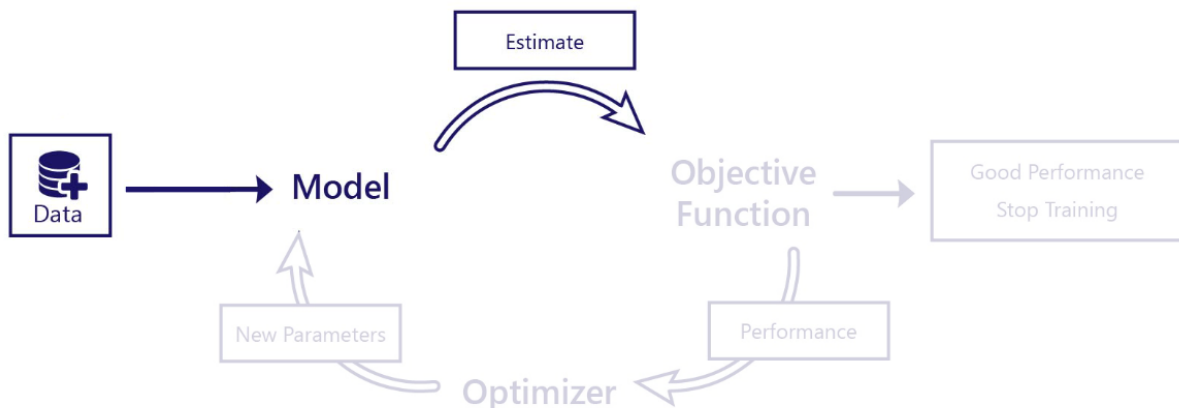 Estimate
Data
Model
Objective
Function
Good Performance
Stop Training
New Parameters
Performance
Optimizer